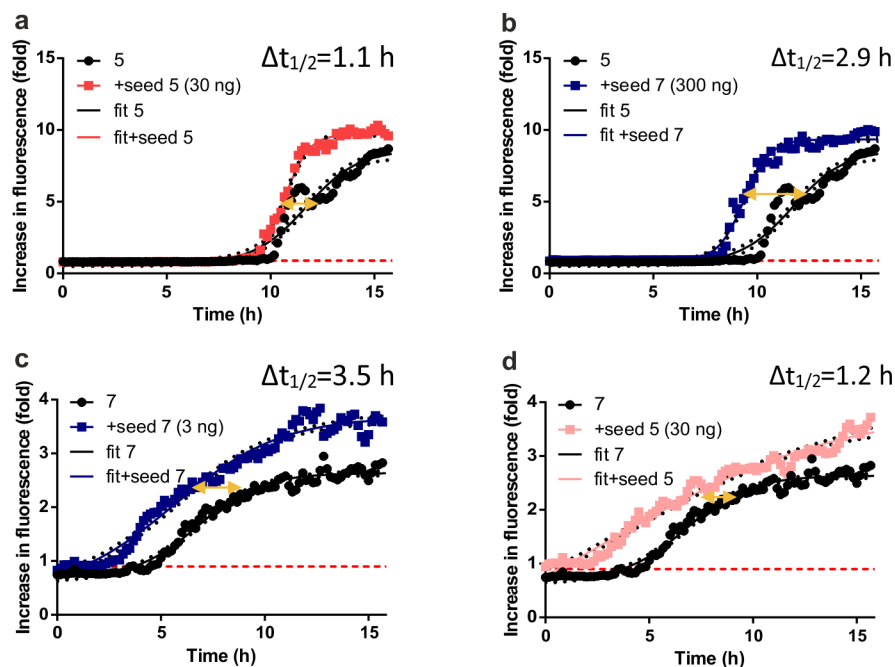 a
Δt1/2=1.1 h
5
+seed 5 (30 ng)
fit 5
fit+seed 5
Increase in fluorescence (fold)
15
10
5
0
0 5 10 15
Time (h)
b
Δt1/2=2.9 h
5
+seed 7 (300 ng)
fit 5
fit +seed 7
Increase in fluorescence (fold)
15
10
5
0
0 5 10 15
Time (h)
c
Δt1/2=3.5 h
7
+seed 7 (3 ng)
fit 7
fit+seed 7
Increase in fluorescence (fold)
4
3
2
1
0
0 5 10 15
Time (h)
d
Δt1/2=1.2 h
7
+seed 5 (30 ng)
fit 7
fit+seed 5
Increase in fluorescence (fold)
4
3
2
1
0
0 5 10 15
Time (h)